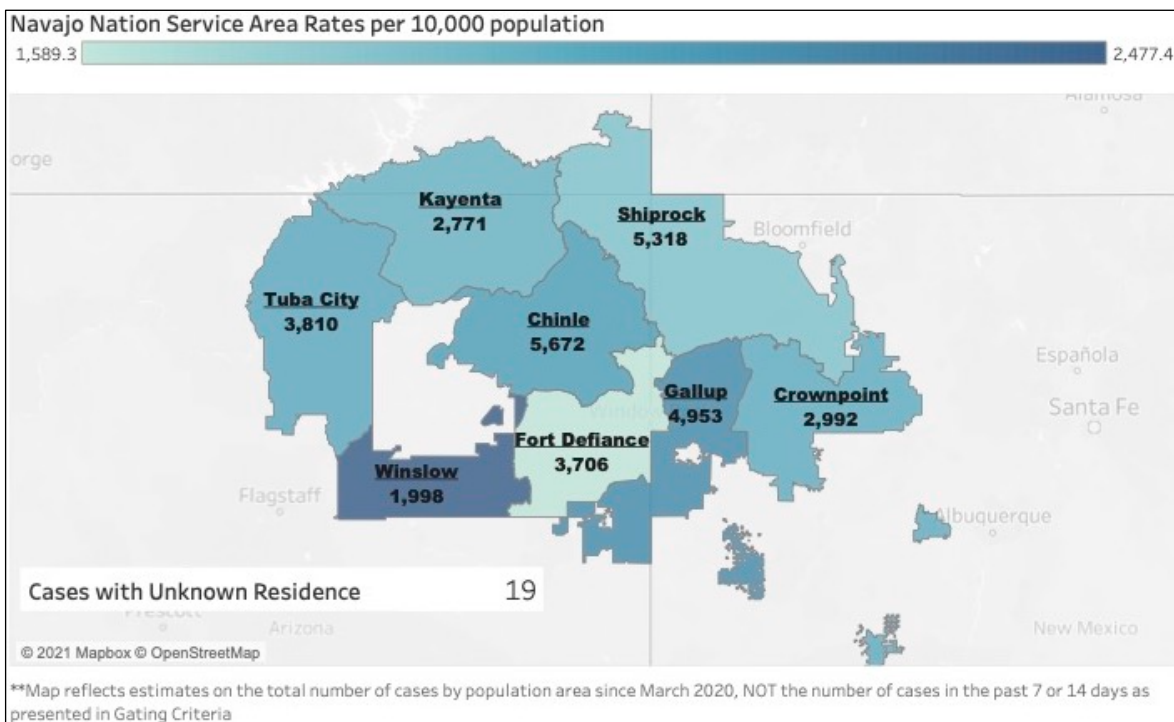 Navajo Nation Service Area Rates per 10,000 population
1,589.3
2,477.4
Alamosa
orge
Kayenta
2,771
Shiprock
5,318
Bloomfield
Tuba City
3,810
Chinle
5,672
Española
Gallup
4,953
Crownpoint
2,992
Santa Fe
Window
Fort Defiance
3,706
Winslow
1,998
Flagstaff
Albuquerque
Cases with Unknown Residence 19
Prescott
Arizona
New Mexico
© 2021 Mapbox © OpenStreetMap
**Map reflects estimates on the total number of cases by population area since March 2020, NOT the number of cases in the past 7 or 14 days as
presented in Gating Criteria